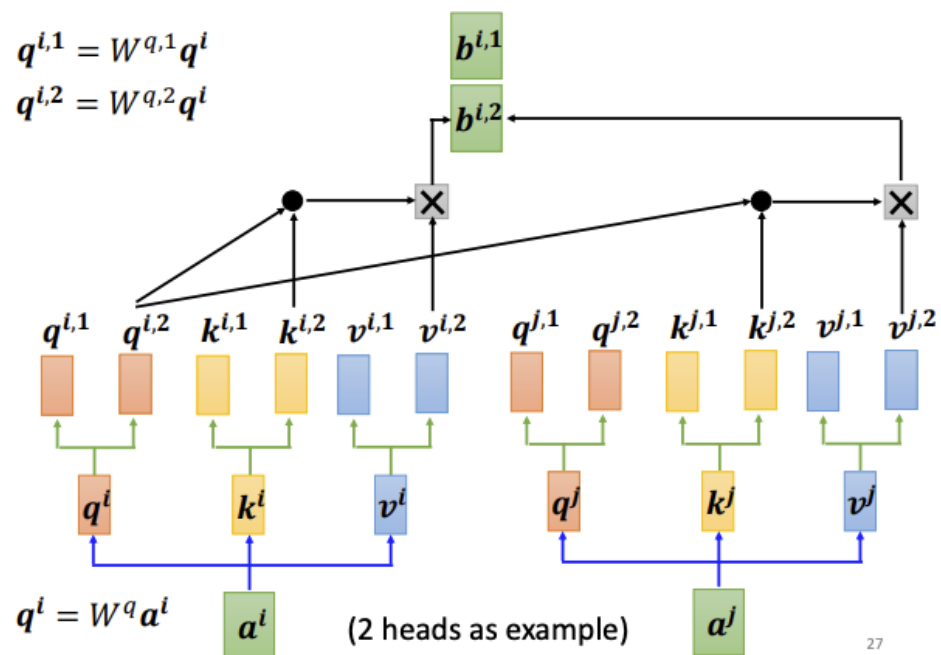 q^{i,1} = W^{q,1} q^i
q^{i,2} = W^{q,2} q^i
b^{i,1}
b^{i,2}
q^{i,1} q^{i,2} k^{i,1} k^{i,2} v^{i,1} v^{i,2} q^{j,1} q^{j,2} k^{j,1} k^{j,2} v^{j,1} v^{j,2}
q^i k^i v^i q^j k^j v^j
q^i = W^q a^i
a^i (2 heads as example) a^j
27